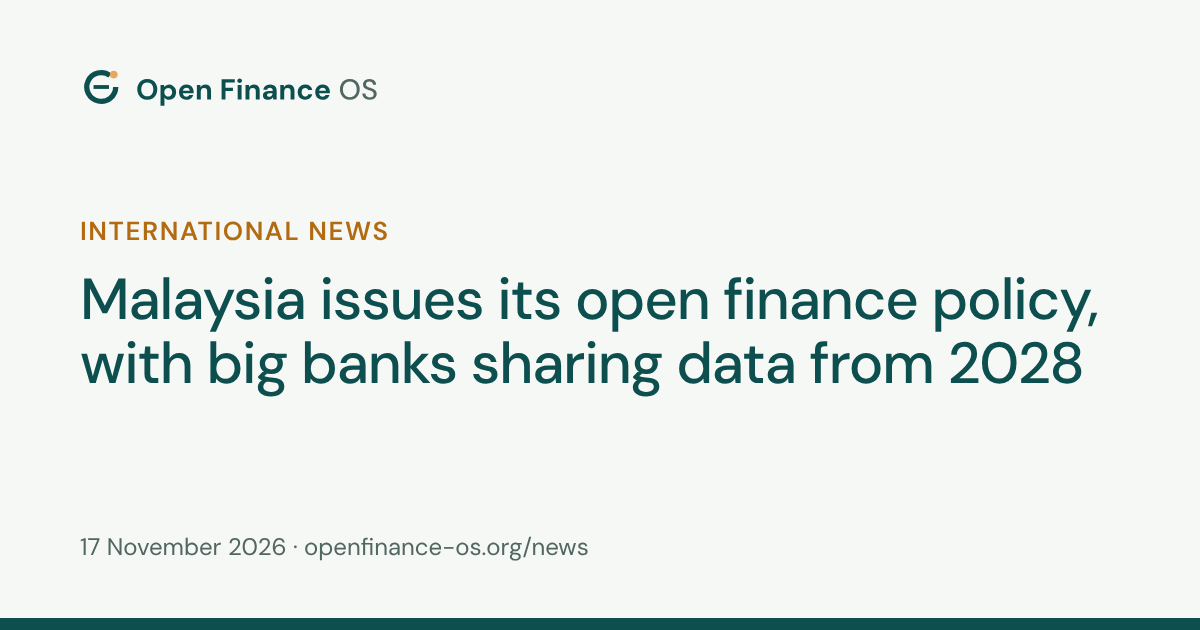 Open Finance OS
INTERNATIONAL NEWS
Malaysia issues its open finance policy,
with big banks sharing data from 2028
17 November 2026 · openfinance-os.org/news